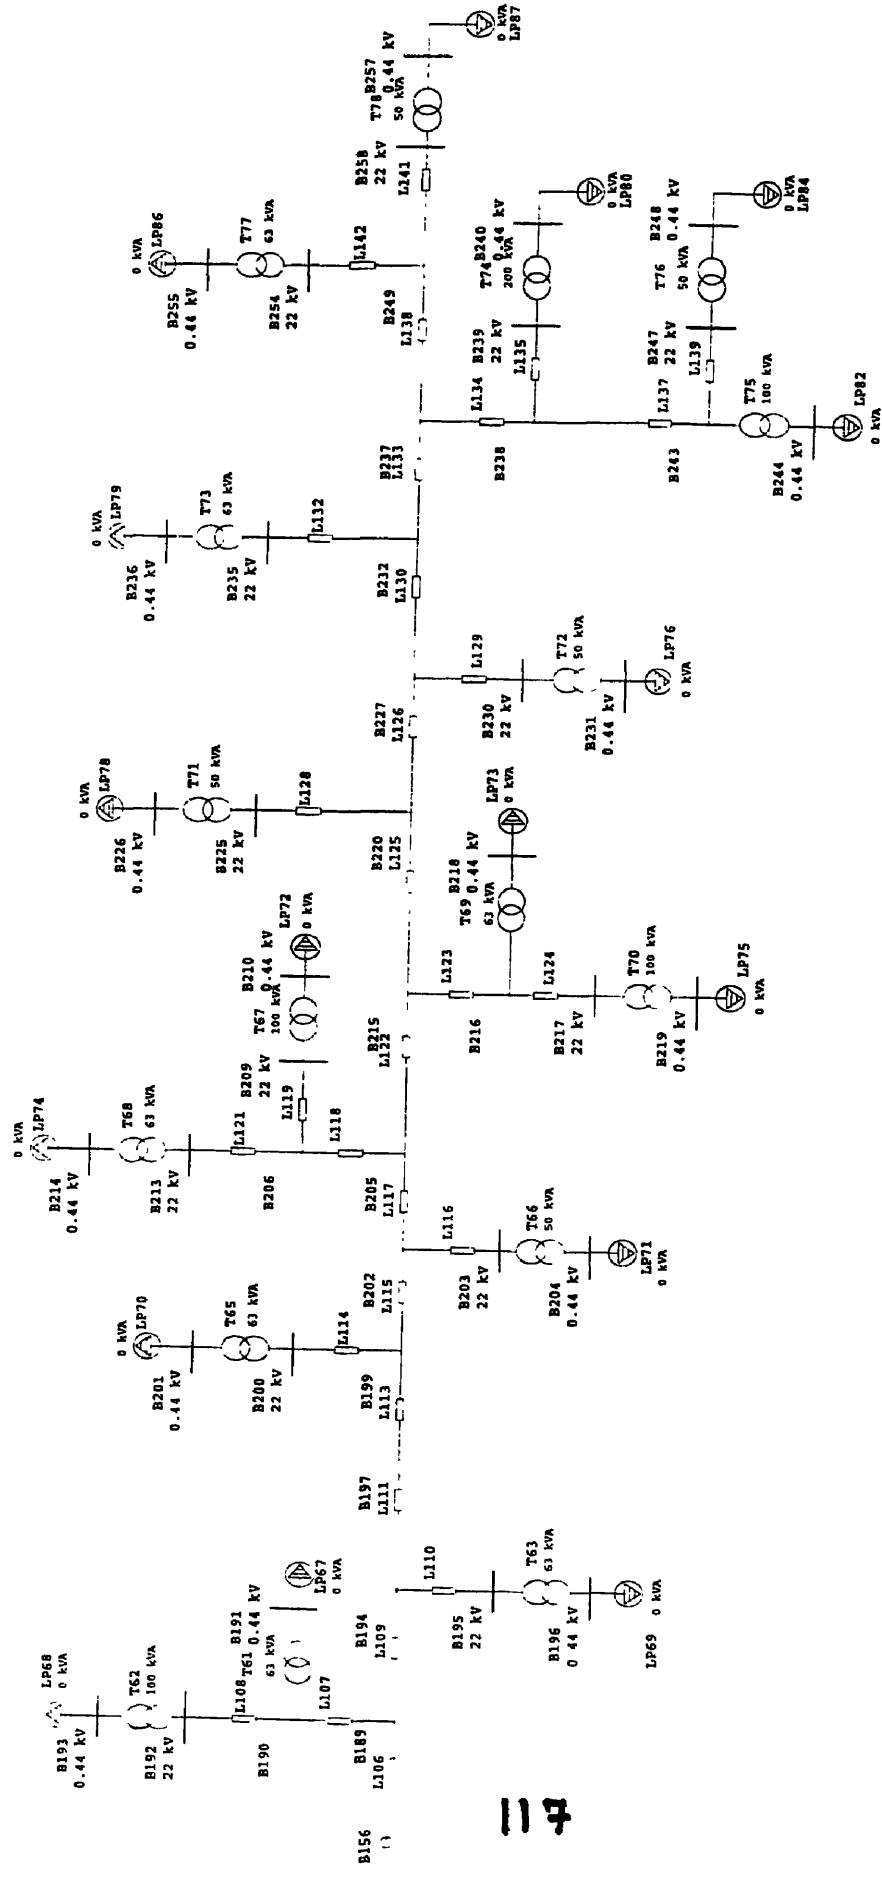 0 kVA
LP87
B257
0.44 kV
T78
50 kVA
B258
22 kV
L141
0 kVA
LP86
B255
0.44 kV
T77
63 kVA
B254
22 kV
L142
B249
L138
0 kVA
LP80
B240
0.44 kV
T74
200 kVA
B239
22 kV
L135
0 kVA
LP84
B248
0.44 kV
T76
50 kVA
B247
22 kV
L139
L134
B238
L137
B243
T75
100 kVA
B244
0.44 kV
LP82
0 kVA
B237
L133
0 kVA
LP79
B236
0.44 kV
T73
63 kVA
B235
22 kV
L132
B232
L130
L129
B230
22 kV
T72
50 kVA
B231
0.44 kV
LP76
0 kVA
B227
L126
0 kVA
LP78
B226
0.44 kV
T71
50 kVA
B225
22 kV
L128
B220
L125
LP73
0 kVA
B218
0.44 kV
T69
63 kVA
L123
B216
L124
B217
22 kV
T70
100 kVA
B219
0.44 kV
LP75
0 kVA
B215
L122
LP72
0 kVA
B210
0.44 kV
T67
100 kVA
B209
22 kV
L119
0 kVA
LP74
B214
0.44 kV
T68
63 kVA
B213
22 kV
L121
B206
L118
B205
L117
L116
B203
22 kV
T66
50 kVA
B204
0.44 kV
LP71
0 kVA
B202
L115
0 kVA
LP70
B201
0.44 kV
T65
63 kVA
B200
22 kV
L114
B199
L113
B197
L111
L110
B195
22 kV
T63
63 kVA
B196
0 44 kV
LP69
0 kVA
B194
L109
LP67
0 kVA
B191
0.44 kV
T61
63 kVA
LP68
0 kVA
B193
0.44 kV
T62
100 kVA
B192
22 kV
L108
B190
L107
B189
L106
B156
117